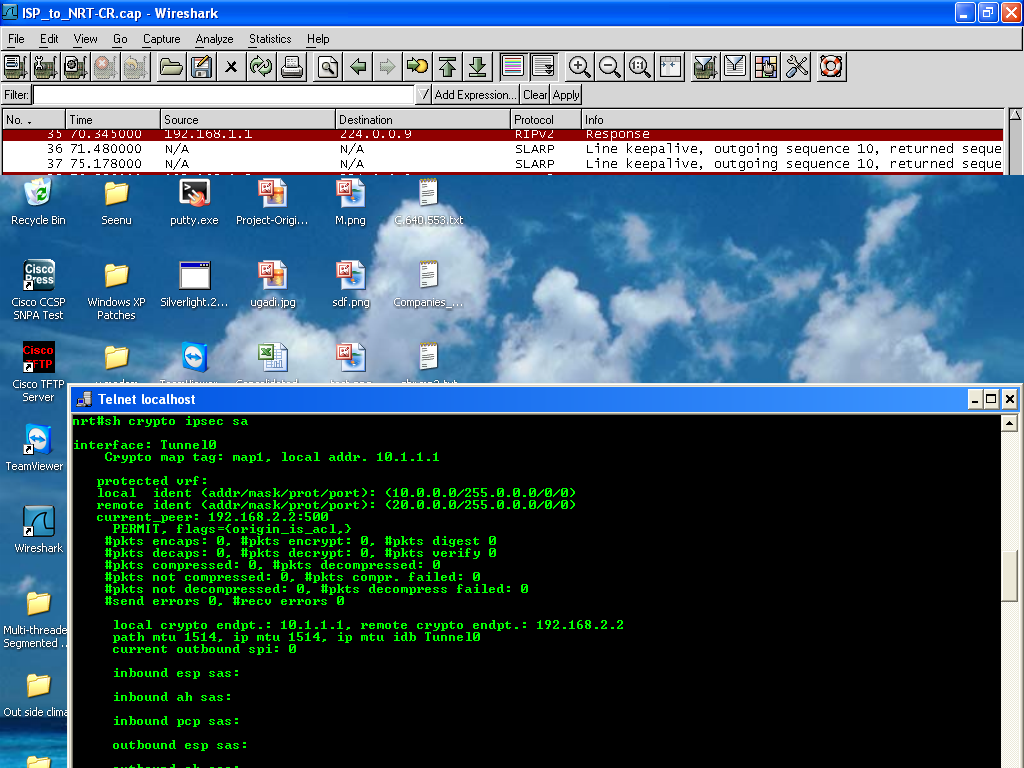 ISP_to_NRT-CR.cap - Wireshark
File Edit View Go Capture Analyze Statistics Help
Filter: Add Expression... Clear Apply
No. . Time Source Destination Protocol Info
35 70.345000 192.168.1.1 224.0.0.9 RIPv2 Response
36 71.480000 N/A N/A SLARP Line keepalive, outgoing sequence 10, returned seque
37 75.178000 N/A N/A SLARP Line keepalive, outgoing sequence 10, returned seque
Recycle Bin Seenu putty.exe Project-Origi... M.png C.640.553.txt
Cisco Press
Cisco CCSP SNPA Test Windows XP Patches Silverlight.2... ugadi.jpg sdf.png Companies_...
Cisco TFTP
Cisco TFTP Server TeamViewer Consolidated
TeamViewer
Wireshark
Multi-threade Segmented ..
Out side clima
Telnet localhost
nrt#sh crypto ipsec sa
interface: Tunnel0
Crypto map tag: map1, local addr. 10.1.1.1
protected vrf:
local  ident (addr/mask/prot/port): (10.0.0.0/255.0.0.0/0/0)
remote ident (addr/mask/prot/port): (20.0.0.0/255.0.0.0/0/0)
current_peer: 192.168.2.2:500
PERMIT, flags={origin_is_acl,}
#pkts encaps: 0, #pkts encrypt: 0, #pkts digest 0
#pkts decaps: 0, #pkts decrypt: 0, #pkts verify 0
#pkts compressed: 0, #pkts decompressed: 0
#pkts not compressed: 0, #pkts compr. failed: 0
#pkts not decompressed: 0, #pkts decompress failed: 0
#send errors 0, #recv errors 0
local crypto endpt.: 10.1.1.1, remote crypto endpt.: 192.168.2.2
path mtu 1514, ip mtu 1514, ip mtu idb Tunnel0
current outbound spi: 0
inbound esp sas:
inbound ah sas:
inbound pcp sas:
outbound esp sas:
outbound ah sas: